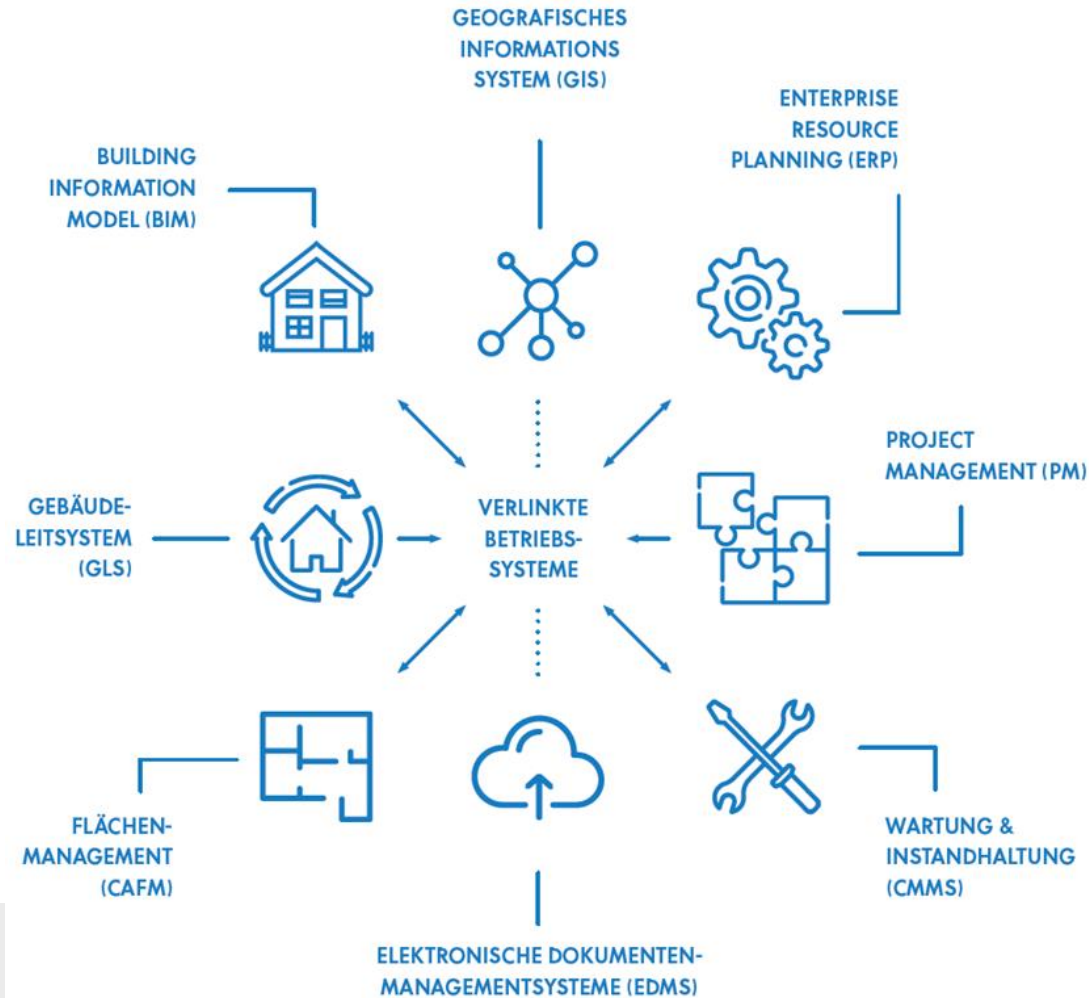 GEOGRAFISCHES
INFORMATIONS
SYSTEM (GIS)
ENTERPRISE
RESOURCE
PLANNING (ERP)
BUILDING
INFORMATION
MODEL (BIM)
PROJECT
MANAGEMENT (PM)
GEBÄUDE-
LEITSYSTEM
(GLS)
VERLINKTE
BETRIEBS-
SYSTEME
FLÄCHEN-
MANAGEMENT
(CAFM)
WARTUNG &
INSTANDHALTUNG
(CMMS)
ELEKTRONISCHE DOKUMENTEN-
MANAGEMENTSYSTEME (EDMS)